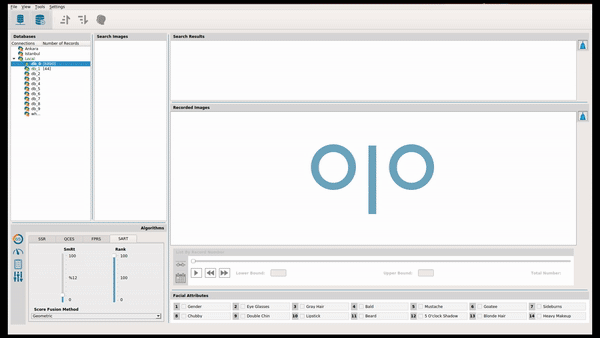 File View Tools Settings
Databases
Search Images
Search Results
Connections Number of Records
Ankara
Istanbul
Local
db_0
db_1 [44]
db_2
db_3
db_4
db_5
db_6
db_7
db_8
db_9
Recorded Images
Algorithms
SSR QCES FPRS SART
SmRt Rank
100 100
%12 100
0 0
Score Fusion Method
Geometric
Lower Bound: Upper Bound: Total Number:
Facial Attributes
1 Gender 2 Eye Glasses 3 Gray Hair 4 Bald 5 Mustache 6 Goatee 7 Sideburns
8 Chubby 9 Double Chin 10 Lipstick 11 Beard 12 5 O'clock Shadow 13 Blonde Hair 14 Heavy Makeup